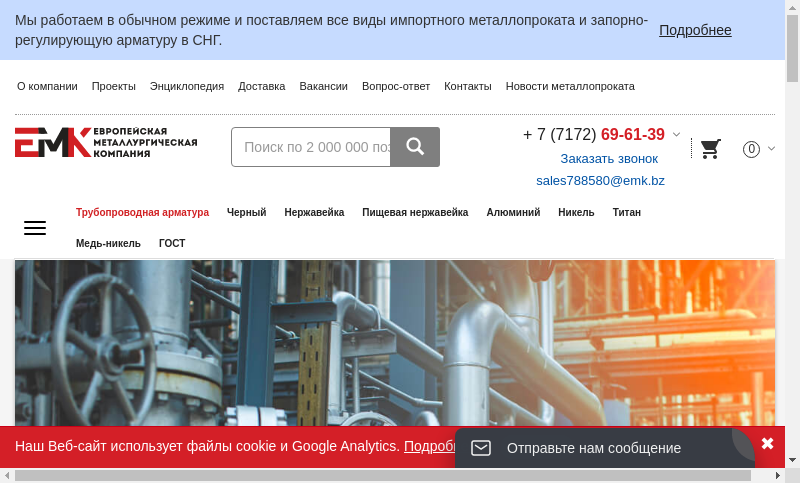 Мы работаем в обычном режиме и поставляем все виды импортного металлопроката и запорно-
регулирующую арматуру в СНГ.
Подробнее
О компании Проекты Энциклопедия Доставка Вакансии Вопрос-ответ Контакты Новости металлопроката
ЕМК ЕВРОПЕЙСКАЯ
МЕТАЛЛУРГИЧЕСКАЯ
КОМПАНИЯ
Поиск по 2 000 000 поз
+ 7 (7172) 69-61-39
Заказать звонок
sales788580@emk.bz
0
Трубопроводная арматура Черный Нержавейка Пищевая нержавейка Алюминий Никель Титан
Медь-никель ГОСТ
Наш Веб-сайт использует файлы cookie и Google Analytics. Подробн
Отправьте нам сообщение